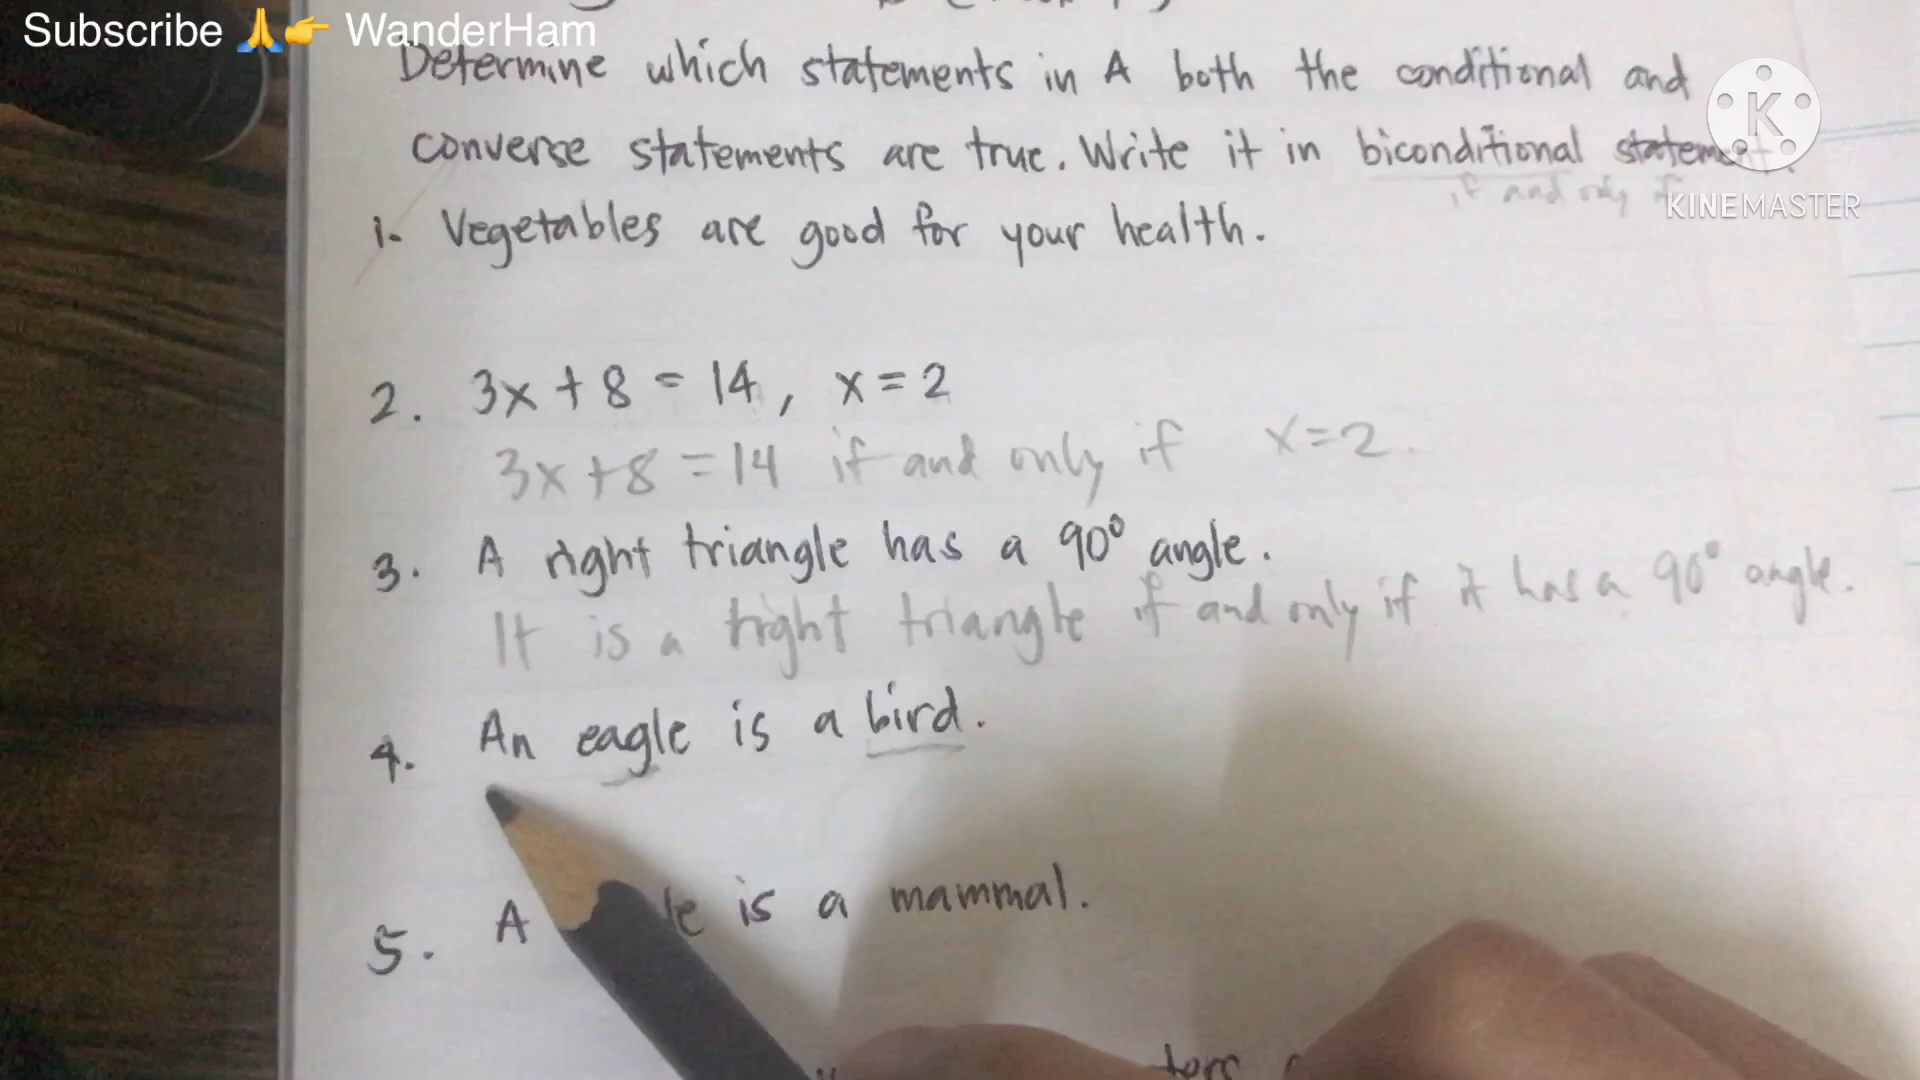 Subscribe 🙏👉 WanderHam
Determine which statements in A both the conditional and
converse statements are true. Write it in biconditional statement.
if and only if
K
KINEMASTER
1. Vegetables are good for your health.
2. 3x + 8 = 14, x = 2
3x + 8 = 14 if and only if x = 2.
3. A right triangle has a 90° angle.
It is a right triangle if and only if it has a 90° angle.
4. An eagle is a bird.
5. A is a mammal.